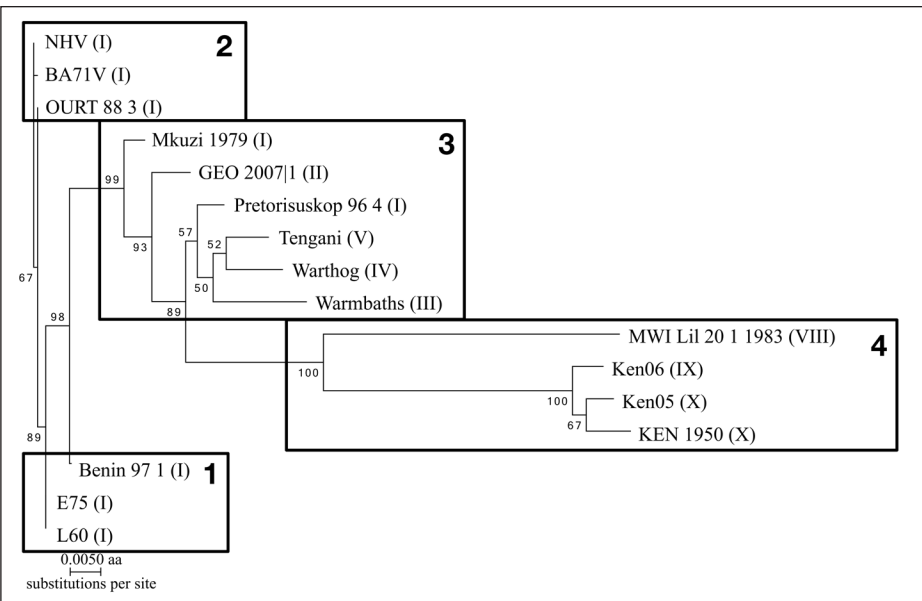 NHV (I)
2
BA71V (I)
OURT 88 3 (I)
Mkuzi 1979 (I)
3
99
GEO 2007|1 (II)
Pretorisuskop 96 4 (I)
57
Tengani (V)
52
93
Warthog (IV)
67
50
Warmbaths (III)
89
98
MWI Lil 20 1 1983 (VIII)
4
100
Ken06 (IX)
100
Ken05 (X)
67
KEN 1950 (X)
89
Benin 97 1 (I)
1
E75 (I)
L60 (I)
0.0050 aa
substitutions per site